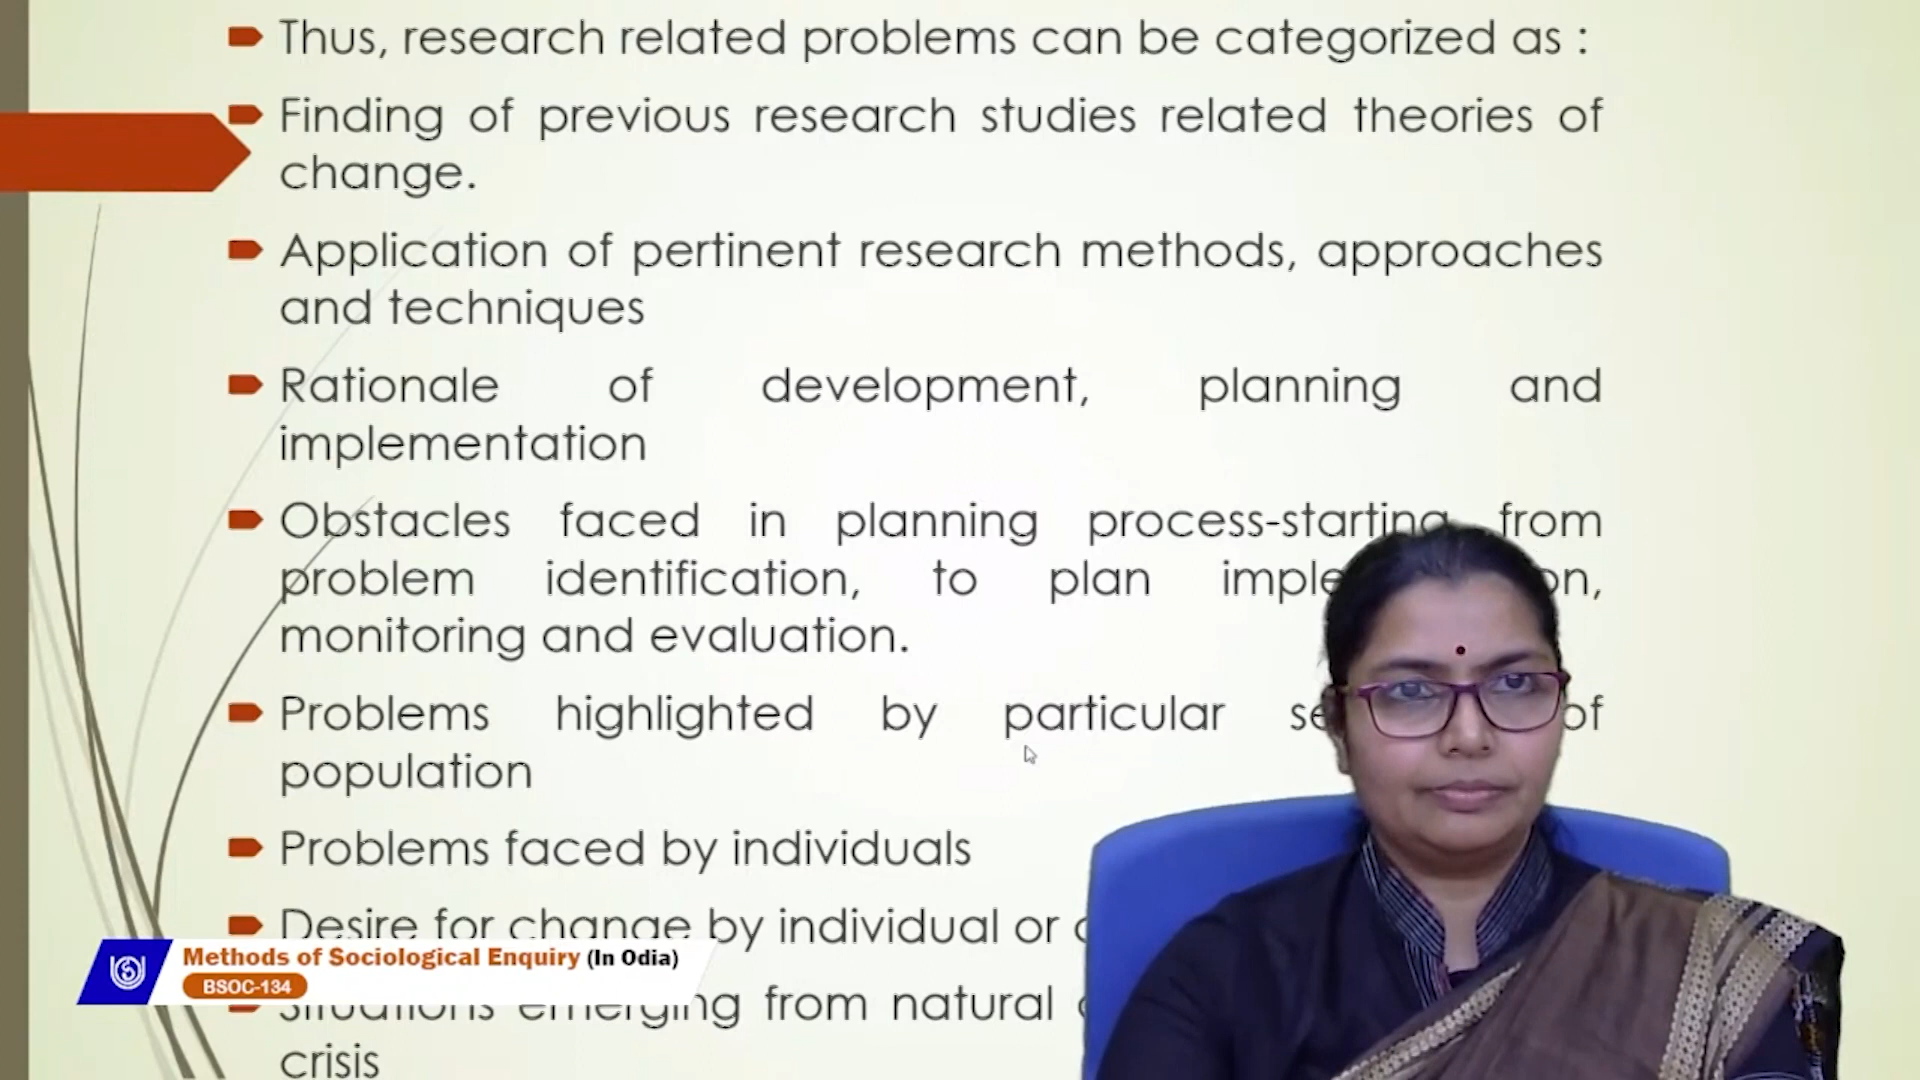 Thus, research related problems can be categorized as :
Finding of previous research studies related theories of
change.
Application of pertinent research methods, approaches
and techniques
Rationale of development, planning and
implementation
Obstacles faced in planning process-starting from
problem identification, to plan
monitoring and evaluation.
Problems highlighted by particular of
population
Problems faced by individuals
Desire for change by individual or
Situations emerging from natural
crisis
Methods of Sociological Enquiry (In Odia)
BSOC-134